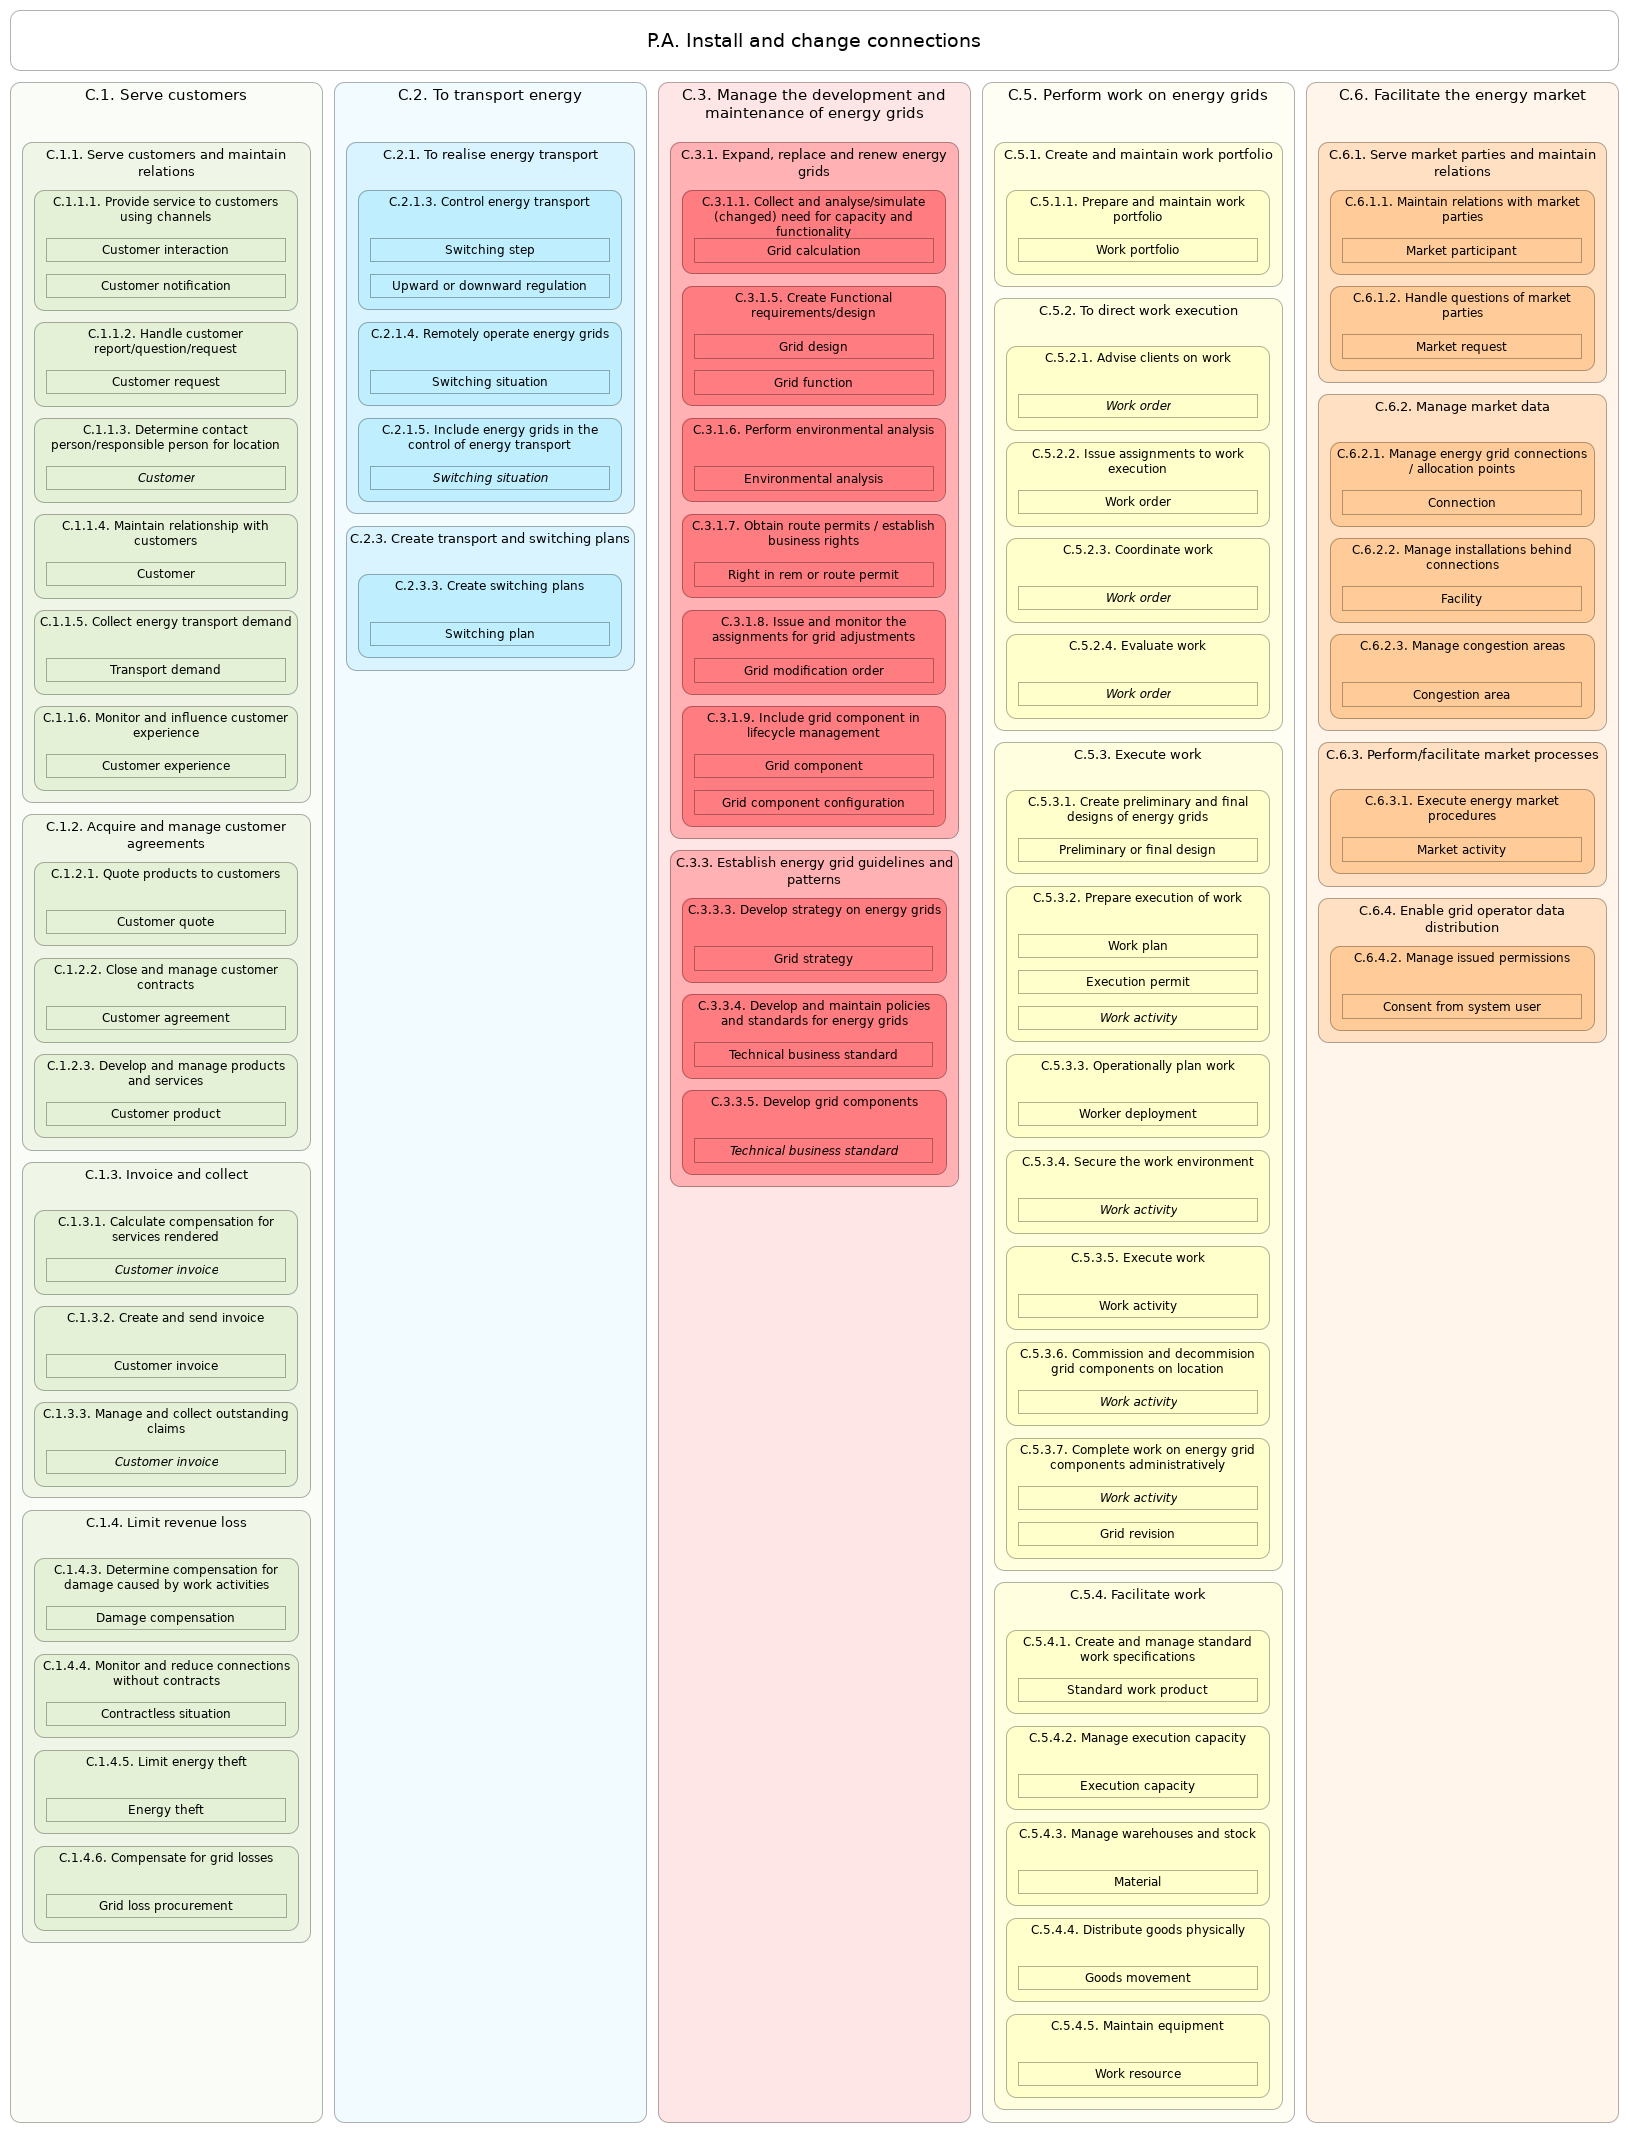 P.A. Install and change connections
C.1. Serve customers
C.1.1. Serve customers and maintain
relations
C.1.1.1. Provide service to customers
using channels
Customer interaction
Customer notification
C.1.1.2. Handle customer
report/question/request
Customer request
C.1.1.3. Determine contact
person/responsible person for location
Customer
C.1.1.4. Maintain relationship with
customers
Customer
C.1.1.5. Collect energy transport demand
Transport demand
C.1.1.6. Monitor and influence customer
experience
Customer experience
C.1.2. Acquire and manage customer
agreements
C.1.2.1. Quote products to customers
Customer quote
C.1.2.2. Close and manage customer
contracts
Customer agreement
C.1.2.3. Develop and manage products
and services
Customer product
C.1.3. Invoice and collect
C.1.3.1. Calculate compensation for
services rendered
Customer invoice
C.1.3.2. Create and send invoice
Customer invoice
C.1.3.3. Manage and collect outstanding
claims
Customer invoice
C.1.4. Limit revenue loss
C.1.4.3. Determine compensation for
damage caused by work activities
Damage compensation
C.1.4.4. Monitor and reduce connections
without contracts
Contractless situation
C.1.4.5. Limit energy theft
Energy theft
C.1.4.6. Compensate for grid losses
Grid loss procurement
C.2. To transport energy
C.2.1. To realise energy transport
C.2.1.3. Control energy transport
Switching step
Upward or downward regulation
C.2.1.4. Remotely operate energy grids
Switching situation
C.2.1.5. Include energy grids in the
control of energy transport
Switching situation
C.2.3. Create transport and switching plans
C.2.3.3. Create switching plans
Switching plan
C.3. Manage the development and
maintenance of energy grids
C.3.1. Expand, replace and renew energy
grids
C.3.1.1. Collect and analyse/simulate
(changed) need for capacity and
functionality
Grid calculation
C.3.1.5. Create Functional
requirements/design
Grid design
Grid function
C.3.1.6. Perform environmental analysis
Environmental analysis
C.3.1.7. Obtain route permits / establish
business rights
Right in rem or route permit
C.3.1.8. Issue and monitor the
assignments for grid adjustments
Grid modification order
C.3.1.9. Include grid component in
lifecycle management
Grid component
Grid component configuration
C.3.3. Establish energy grid guidelines and
patterns
C.3.3.3. Develop strategy on energy grids
Grid strategy
C.3.3.4. Develop and maintain policies
and standards for energy grids
Technical business standard
C.3.3.5. Develop grid components
Technical business standard
C.5. Perform work on energy grids
C.5.1. Create and maintain work portfolio
C.5.1.1. Prepare and maintain work
portfolio
Work portfolio
C.5.2. To direct work execution
C.5.2.1. Advise clients on work
Work order
C.5.2.2. Issue assignments to work
execution
Work order
C.5.2.3. Coordinate work
Work order
C.5.2.4. Evaluate work
Work order
C.5.3. Execute work
C.5.3.1. Create preliminary and final
designs of energy grids
Preliminary or final design
C.5.3.2. Prepare execution of work
Work plan
Execution permit
Work activity
C.5.3.3. Operationally plan work
Worker deployment
C.5.3.4. Secure the work environment
Work activity
C.5.3.5. Execute work
Work activity
C.5.3.6. Commission and decommision
grid components on location
Work activity
C.5.3.7. Complete work on energy grid
components administratively
Work activity
Grid revision
C.5.4. Facilitate work
C.5.4.1. Create and manage standard
work specifications
Standard work product
C.5.4.2. Manage execution capacity
Execution capacity
C.5.4.3. Manage warehouses and stock
Material
C.5.4.4. Distribute goods physically
Goods movement
C.5.4.5. Maintain equipment
Work resource
C.6. Facilitate the energy market
C.6.1. Serve market parties and maintain
relations
C.6.1.1. Maintain relations with market
parties
Market participant
C.6.1.2. Handle questions of market
parties
Market request
C.6.2. Manage market data
C.6.2.1. Manage energy grid connections
/ allocation points
Connection
C.6.2.2. Manage installations behind
connections
Facility
C.6.2.3. Manage congestion areas
Congestion area
C.6.3. Perform/facilitate market processes
C.6.3.1. Execute energy market
procedures
Market activity
C.6.4. Enable grid operator data
distribution
C.6.4.2. Manage issued permissions
Consent from system user